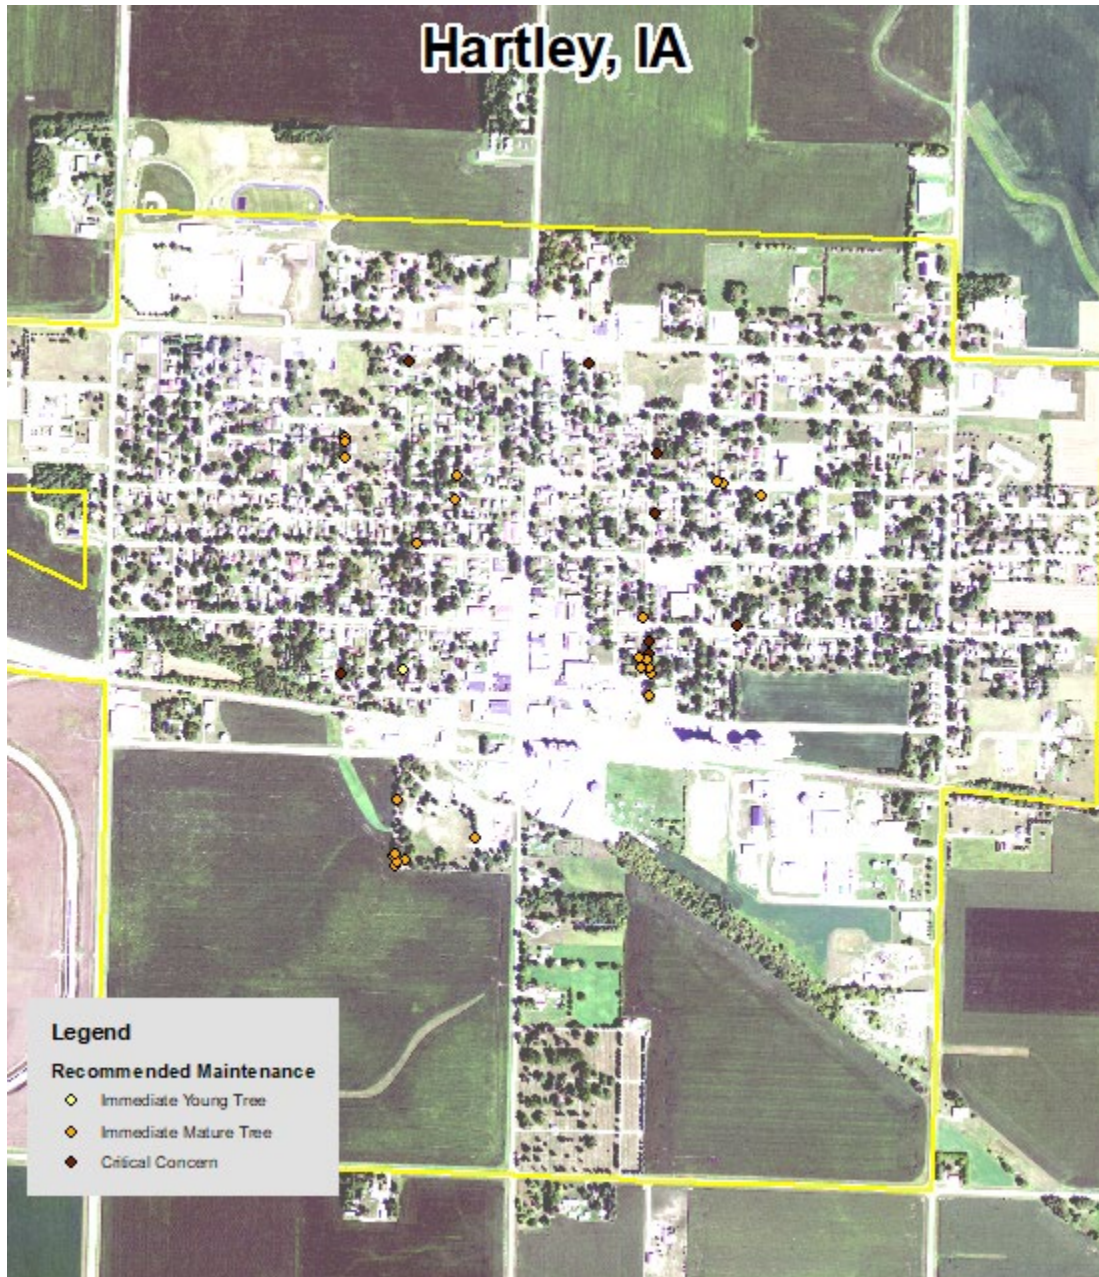 Hartley, IA
Legend
Recommended Maintenance
Immediate Young Tree
Immediate Mature Tree
Critical Concern